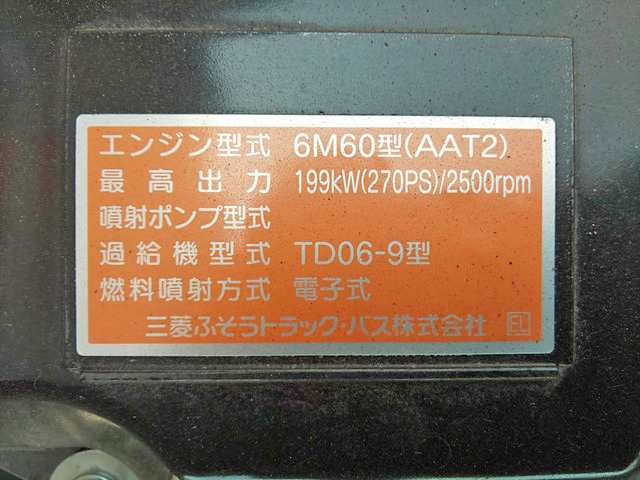 エンジン型式 6M60型(AAT2)
最高出力 199kW(270PS)/2500rpm
噴射ポンプ型式
過給機型式 TD06-9型
燃料噴射方式 電子式
三菱ふそうトラック・バス株式会社 EL